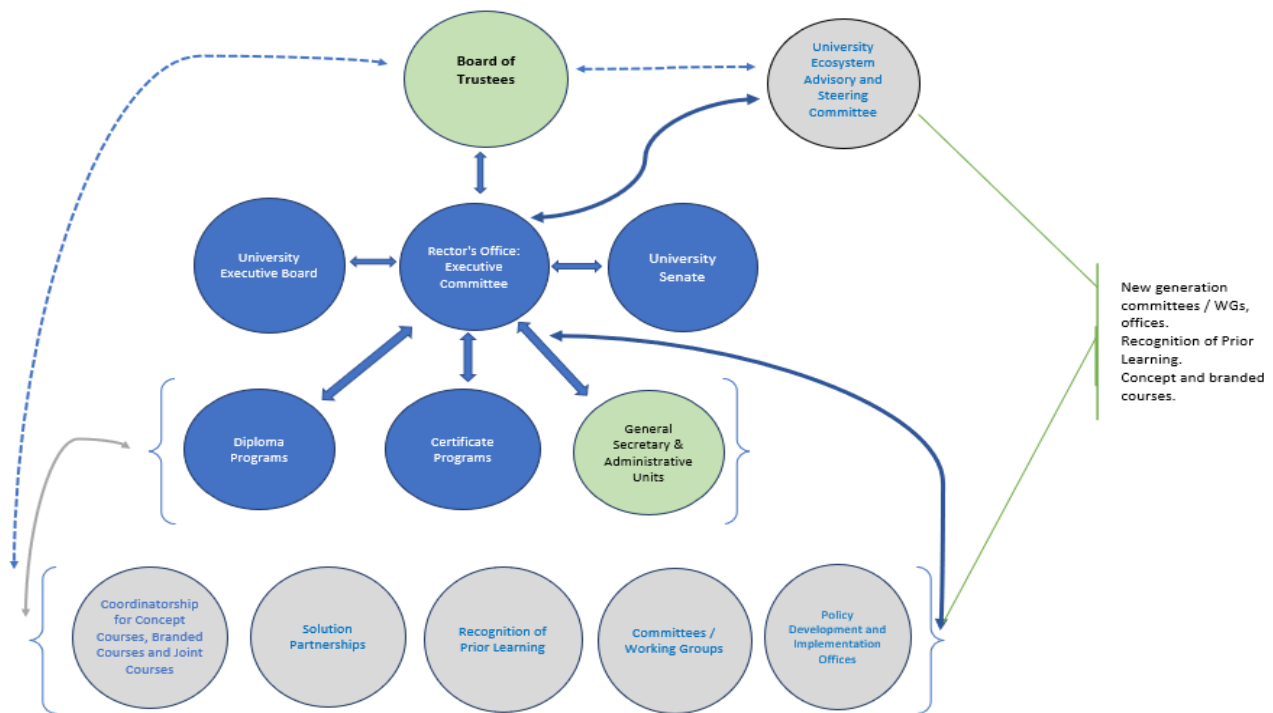 Board of
Trustees
University
Ecosystem
Advisory and
Steering
Committee
University
Executive Board
Rector's Office:
Executive
Committee
University
Senate
New generation
committees / WGs,
offices.
Recognition of Prior
Learning.
Concept and branded
courses.
Diploma
Programs
Certificate
Programs
General
Secretary &
Administrative
Units
Coordinatorship
for Concept
Courses, Branded
Courses and Joint
Courses
Solution
Partnerships
Recognition of
Prior Learning
Committees /
Working Groups
Policy
Development and
Implementation
Offices